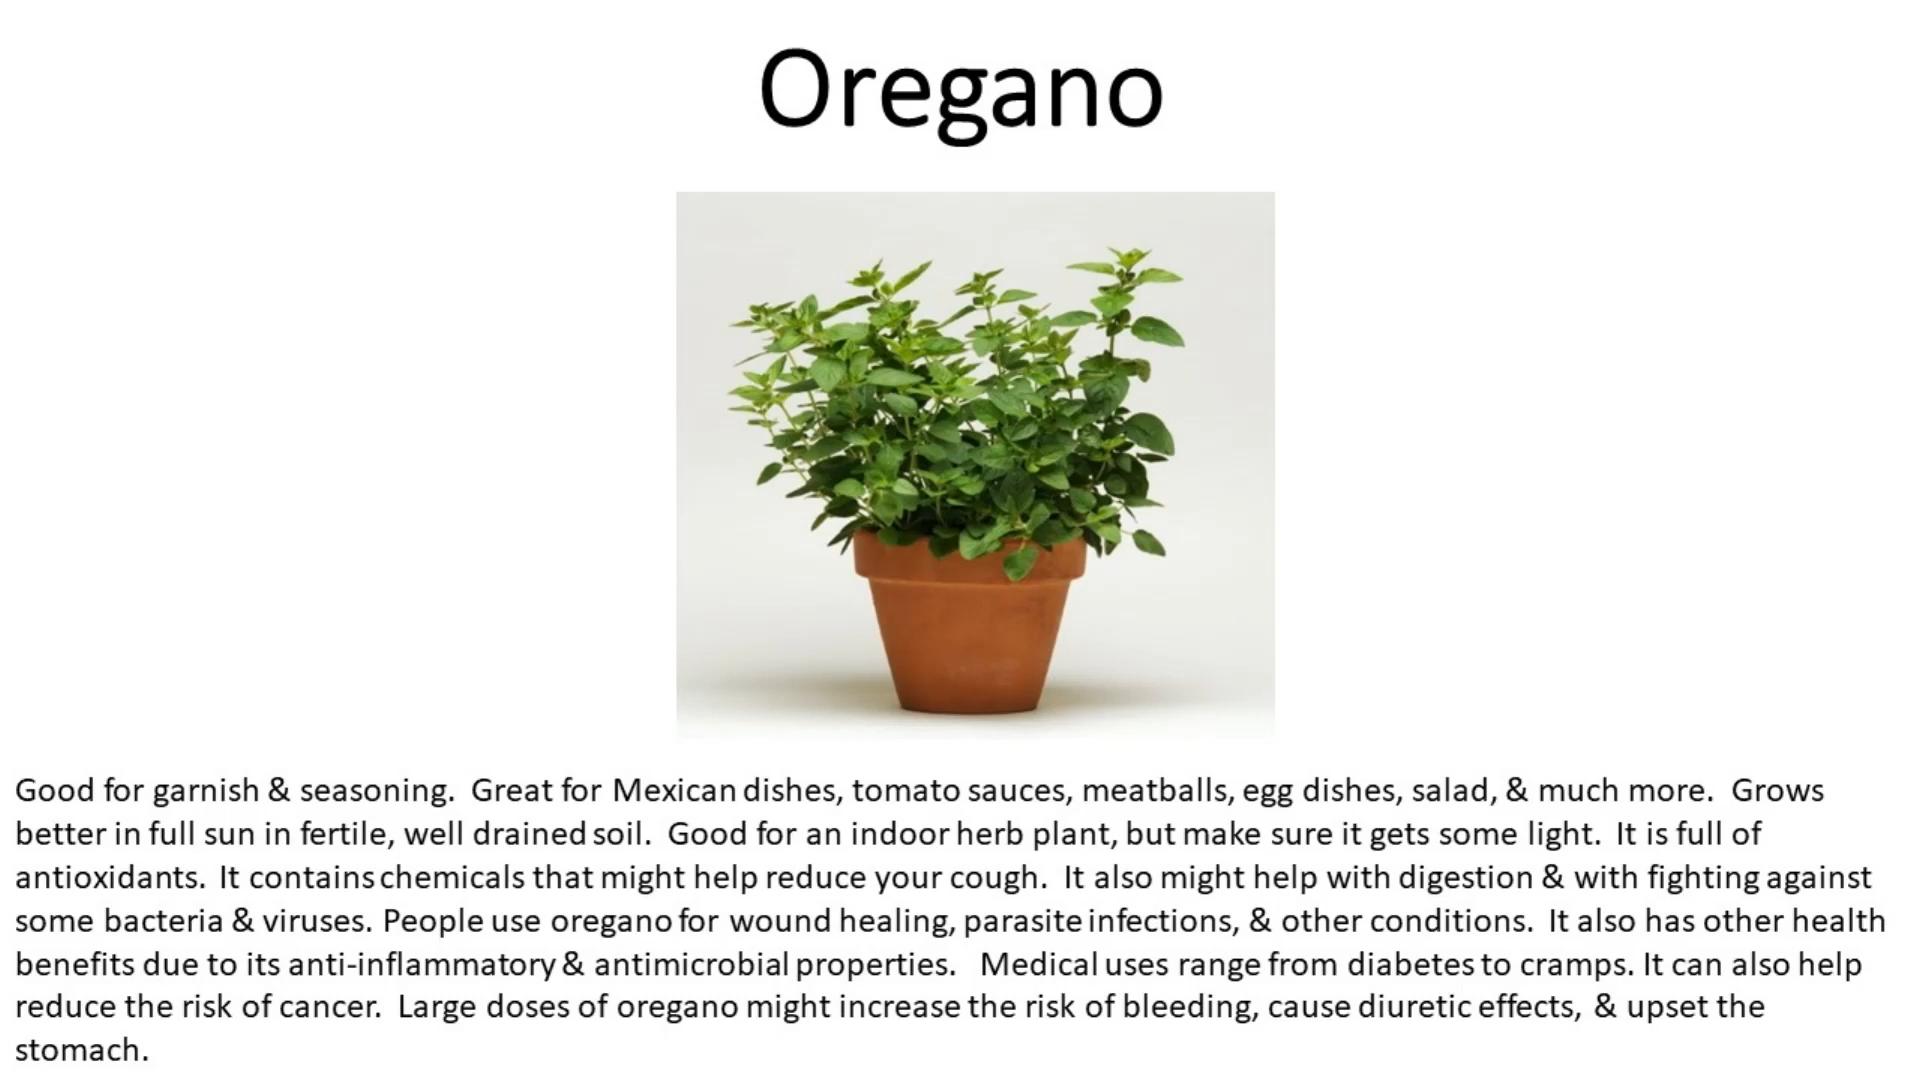 Oregano
Good for garnish & seasoning.  Great for Mexican dishes, tomato sauces, meatballs, egg dishes, salad, & much more.  Grows
better in full sun in fertile, well drained soil.  Good for an indoor herb plant, but make sure it gets some light.  It is full of
antioxidants.  It contains chemicals that might help reduce your cough.  It also might help with digestion & with fighting against
some bacteria & viruses. People use oregano for wound healing, parasite infections, & other conditions.  It also has other health
benefits due to its anti-inflammatory & antimicrobial properties.   Medical uses range from diabetes to cramps. It can also help
reduce the risk of cancer.  Large doses of oregano might increase the risk of bleeding, cause diuretic effects, & upset the
stomach.